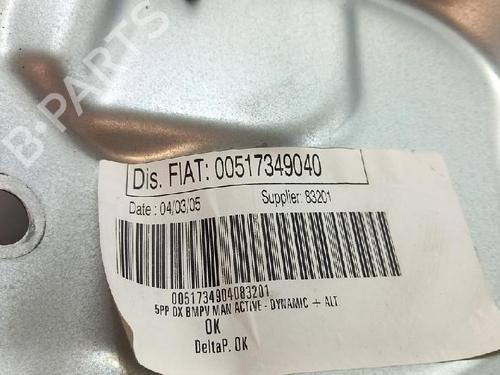 B-PARTS
Dis. FIAT: 00517349040
Date : 04/03/05 Supplier: 83201
0051734904083201
5PP DX BMPV MAN ACTIVE - DYNAMIC + ALT.
OK
DeltaP. OK